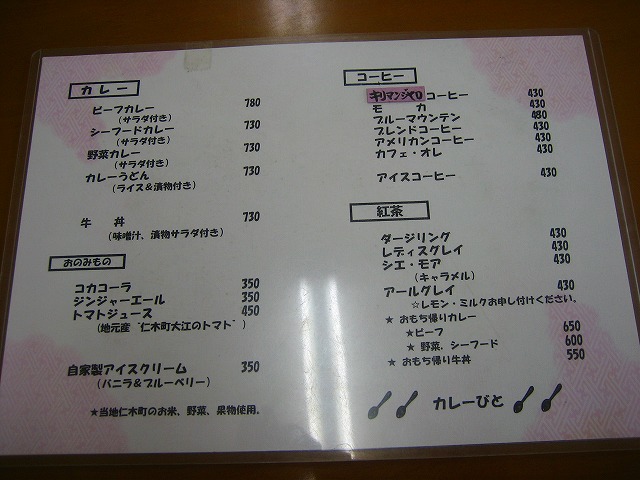 カレー
ビーフカレー 780
(サラダ付き)
シーフードカレー 730
(サラダ付き)
野菜カレー 730
(サラダ付き)
カレーうどん 730
(ライス&漬物付き)
牛 丼 730
(味噌汁、漬物サラダ付き)
おのみもの
コカコーラ 350
ジンジャーエール 350
トマトジュース 450
(地元産〝仁木町大江のトマト〞)
自家製アイスクリーム 350
(バニラ&ブルーベリー)
★当地仁木町のお米、野菜、果物使用。
コーヒー
キリマンジャロコーヒー 430
モ カ 430
ブルーマウンテン 480
ブレンドコーヒー 430
アメリカンコーヒー 430
カフェ・オレ 430
アイスコーヒー 430
紅茶
ダージリング 430
レディスグレイ 430
シエ・モア 430
(キャラメル)
アールグレイ 430
☆レモン・ミルクお申し付けください。
★ おもち帰りカレー
★ビーフ 650
★ 野菜、シーフード 600
★ おもち帰り牛丼 550
カレーびと